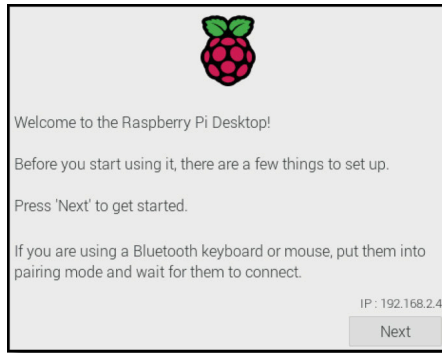 Welcome to the Raspberry Pi Desktop!
Before you start using it, there are a few things to set up.
Press 'Next' to get started.
If you are using a Bluetooth keyboard or mouse, put them into
pairing mode and wait for them to connect.
IP : 192.168.2.4
Next